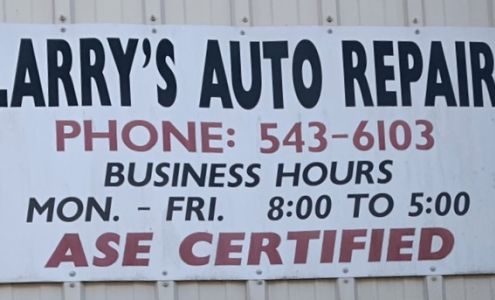 LARRY'S AUTO REPAIR
PHONE: 543-6103
BUSINESS HOURS
MON. - FRI. 8:00 TO 5:00
ASE CERTIFIED